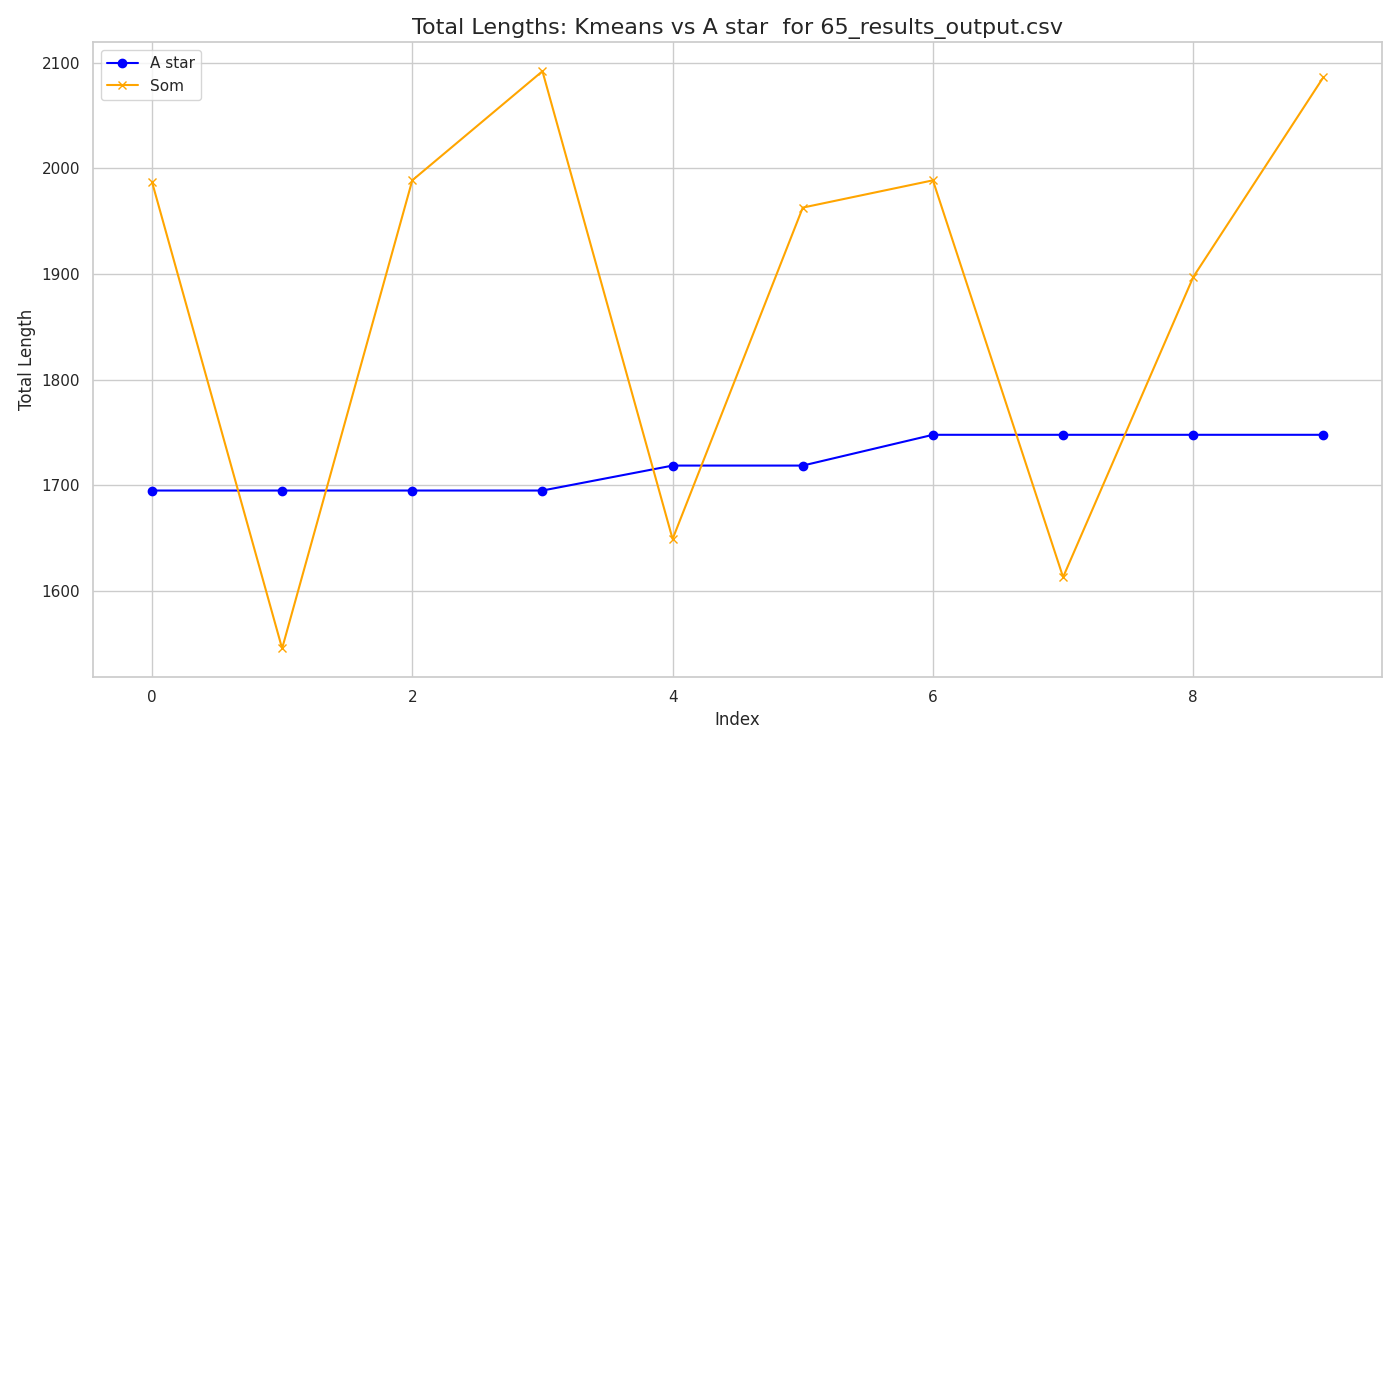 Total Lengths: Kmeans vs A star  for 65_results_output.csv
A star
Som
2100
2000
1900
1800
1700
1600
Total Length
0 2 4 6 8
Index